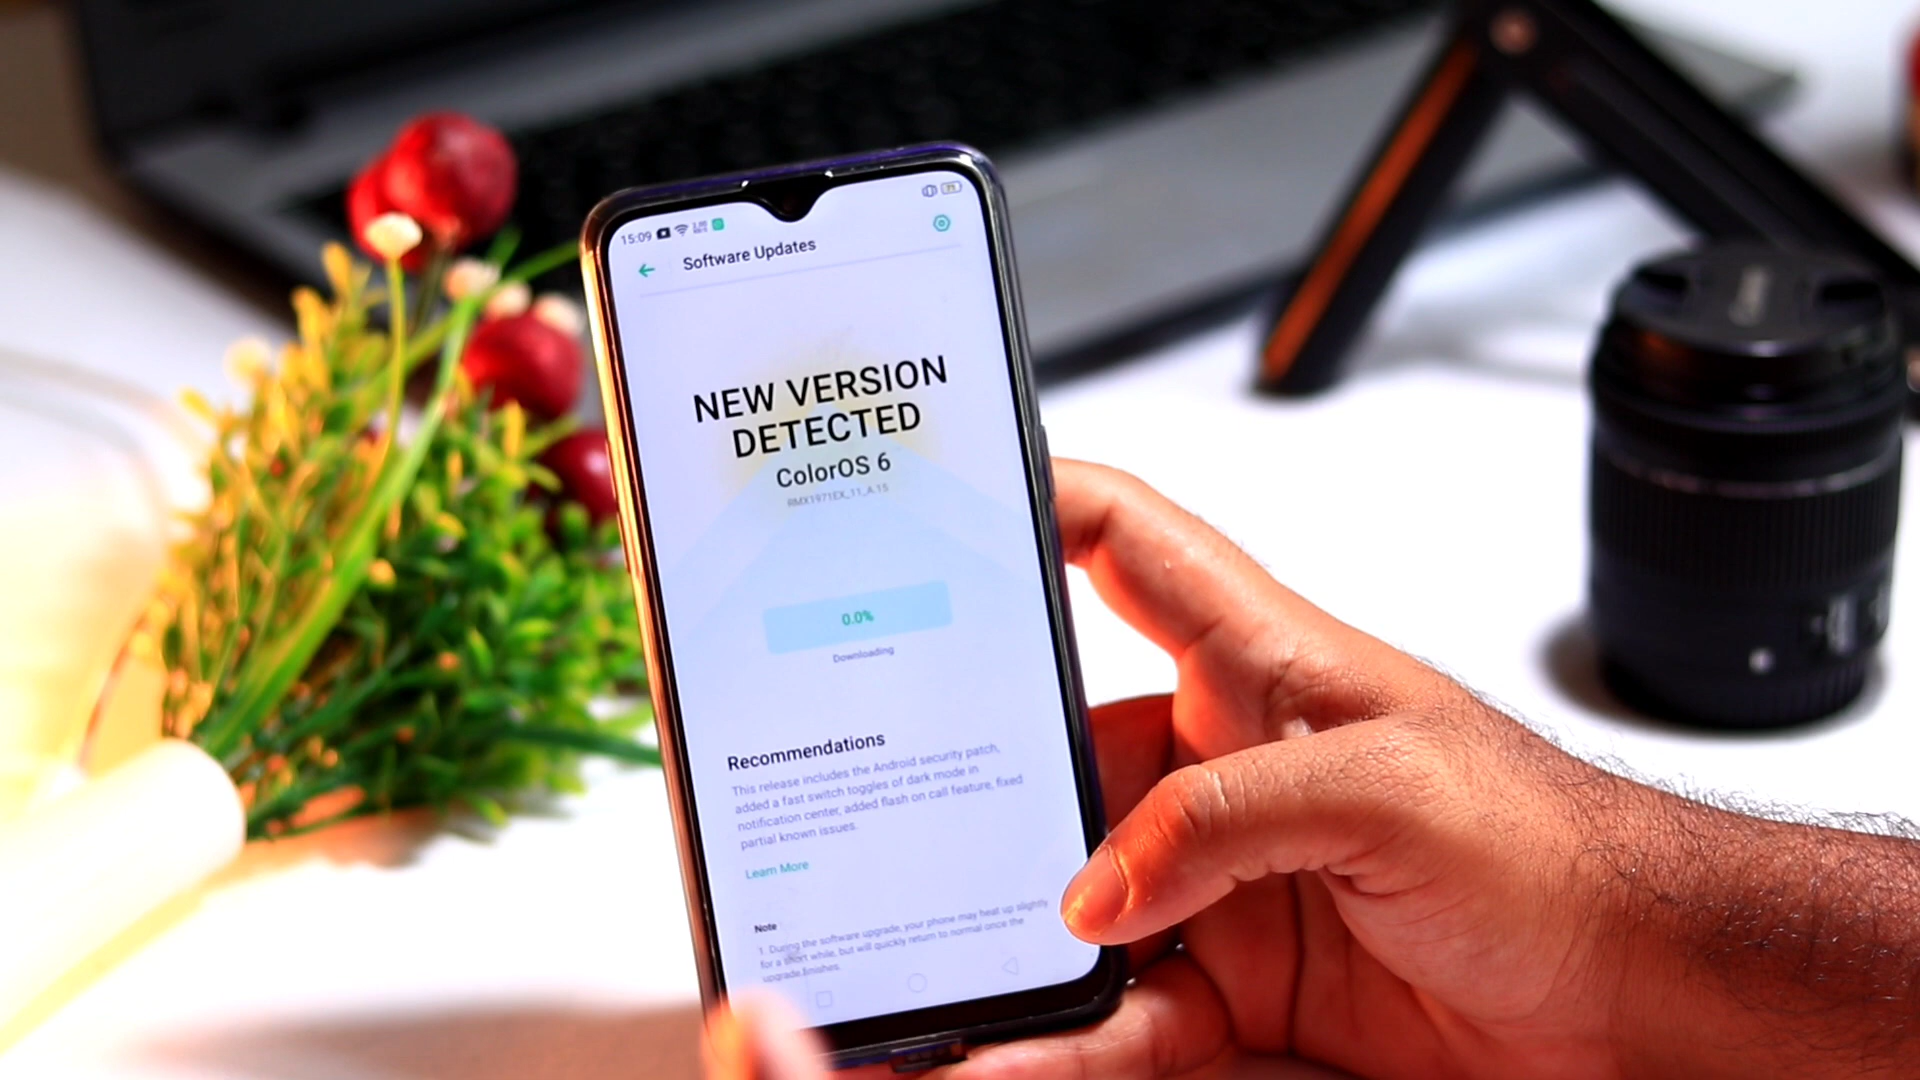 15:09
Software Updates
NEW VERSION
DETECTED
ColorOS 6
RMX1971EX_11_A.15
0.0%
Downloading
Recommendations
This release includes the Android security patch,
added a fast switch toggles of dark mode in
notification center, added flash on call feature, fixed
partial known issues.
Learn More
Note
1. During the software upgrade, your phone may heat up slightly
for a short while, but will quickly return to normal once the
upgrade finishes.